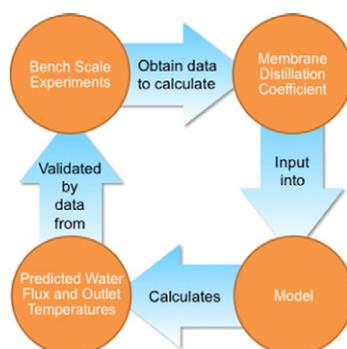 Bench Scale
Experiments
Obtain data
to calculate
Membrane
Distillation
Coefficient
Input
into
Model
Calculates
Predicted Water
Flux and Outlet
Temperatures
Validated
by
data
from